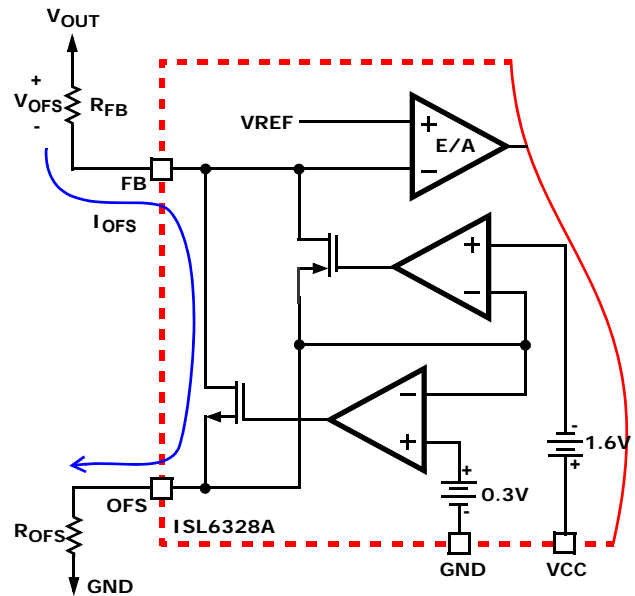 VOUT
+
VOFS
-
RFB
VREF
+
E/A
−
FB
IOFS
+
−
−
+
-
1.6V
+
+
0.3V
-
OFS
ISL6328A
ROFS
GND
GND
VCC